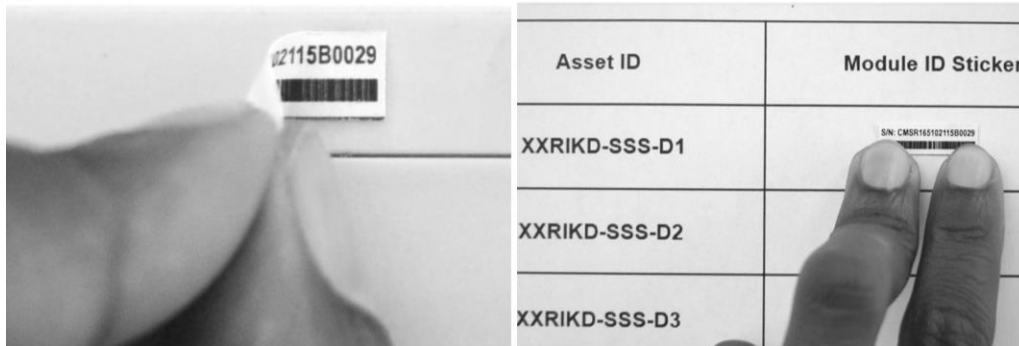 02115B0029
Asset ID
Module ID Sticker
XXRIKD-SSS-D1
S/N: CMSR165102115B0029
XXRIKD-SSS-D2
XXRIKD-SSS-D3